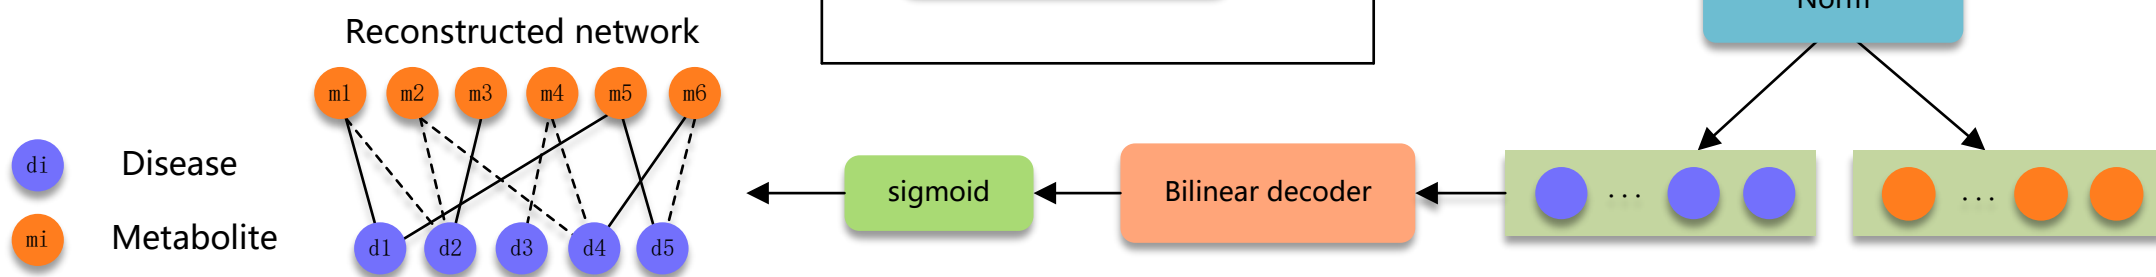 Norm
Reconstructed network
m1 m2 m3 m4 m5 m6
di Disease
sigmoid
Bilinear decoder
...
...
mi Metabolite
d1 d2 d3 d4 d5